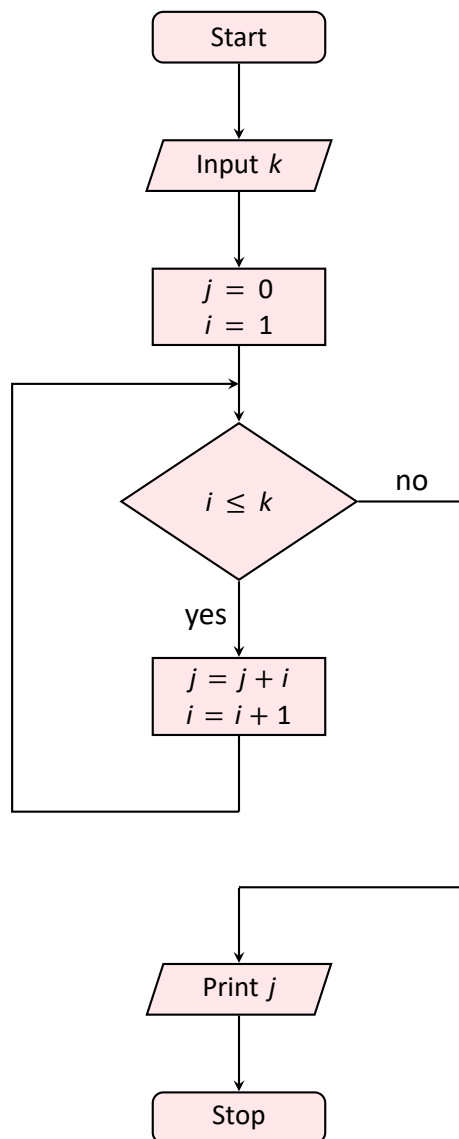 Start
Input k
j = 0
i = 1
i ≤ k
no
yes
j = j + i
i = i + 1
Print j
Stop